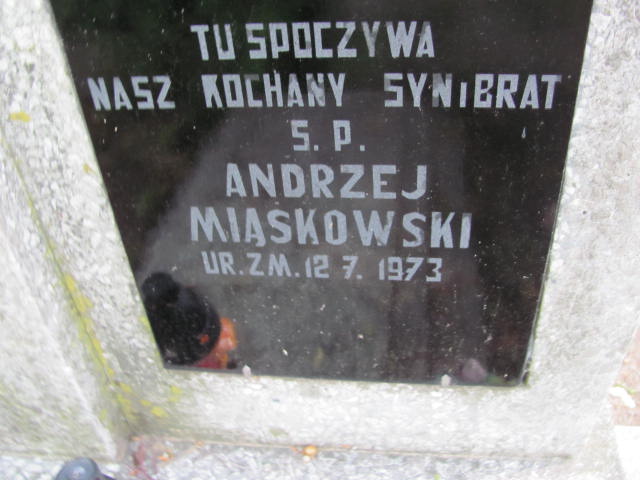 TU SPOCZYWA
NASZ KOCHANY SYN i BRAT
S. P.
ANDRZEJ
MIĄSKOWSKI
UR. ZM. 12 7. 1973